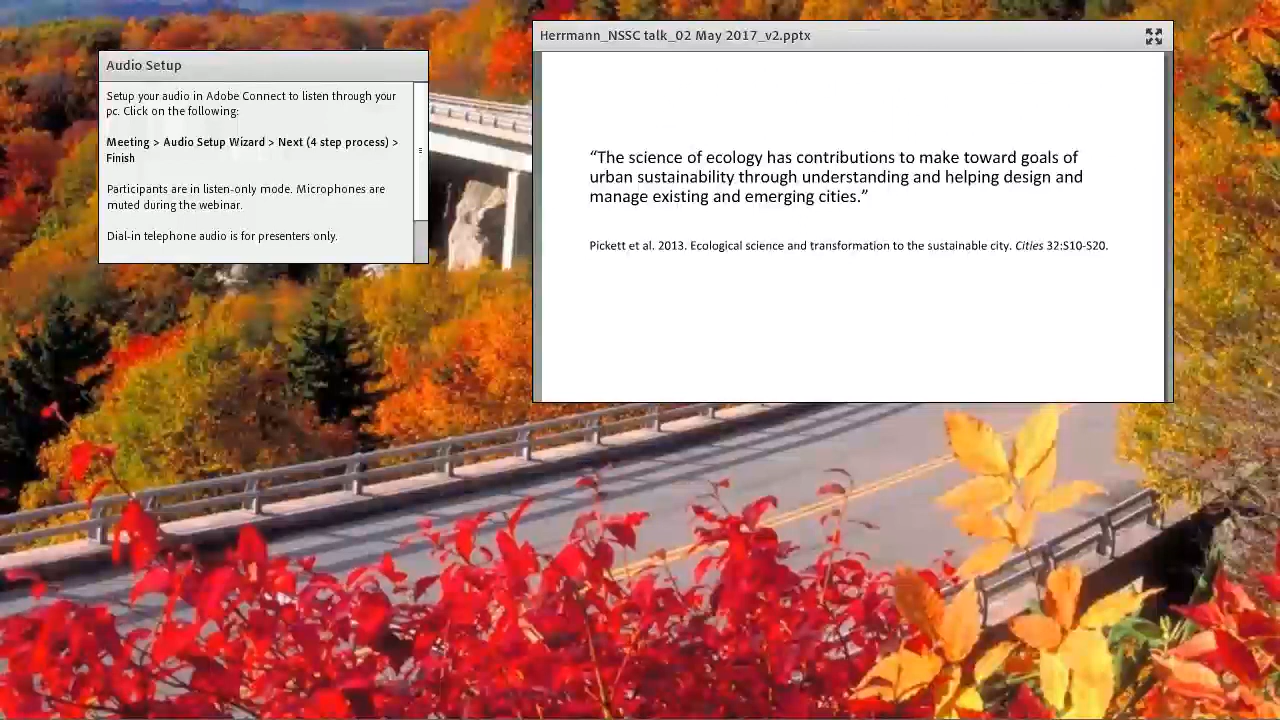 Audio Setup
Setup your audio in Adobe Connect to listen through your
pc. Click on the following:
Meeting > Audio Setup Wizard > Next (4 step process) >
Finish
Participants are in listen-only mode. Microphones are
muted during the webinar.
Dial-in telephone audio is for presenters only.
Herrmann_NSSC talk_02 May 2017_v2.pptx
“The science of ecology has contributions to make toward goals of
urban sustainability through understanding and helping design and
manage existing and emerging cities.”
Pickett et al. 2013. Ecological science and transformation to the sustainable city. Cities 32:S10-S20.